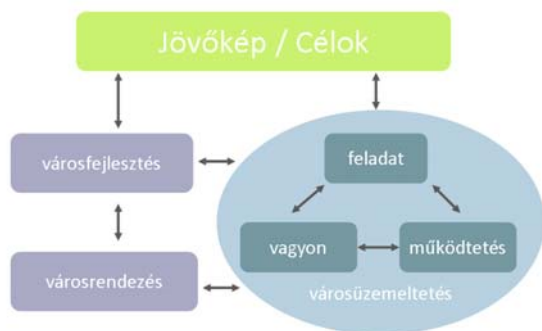 Jövőkép / Célok
városfejlesztés
feladat
vagyon
működtetés
városrendezés
városüzemeltetés